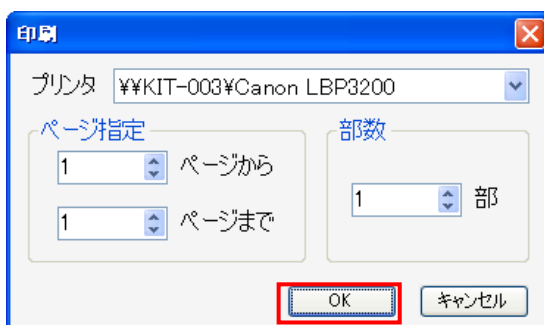 印刷
プリンタ ¥¥KIT-003¥Canon LBP3200
ページ指定
1 ページから
1 ページまで
部数
1 部
OK キャンセル